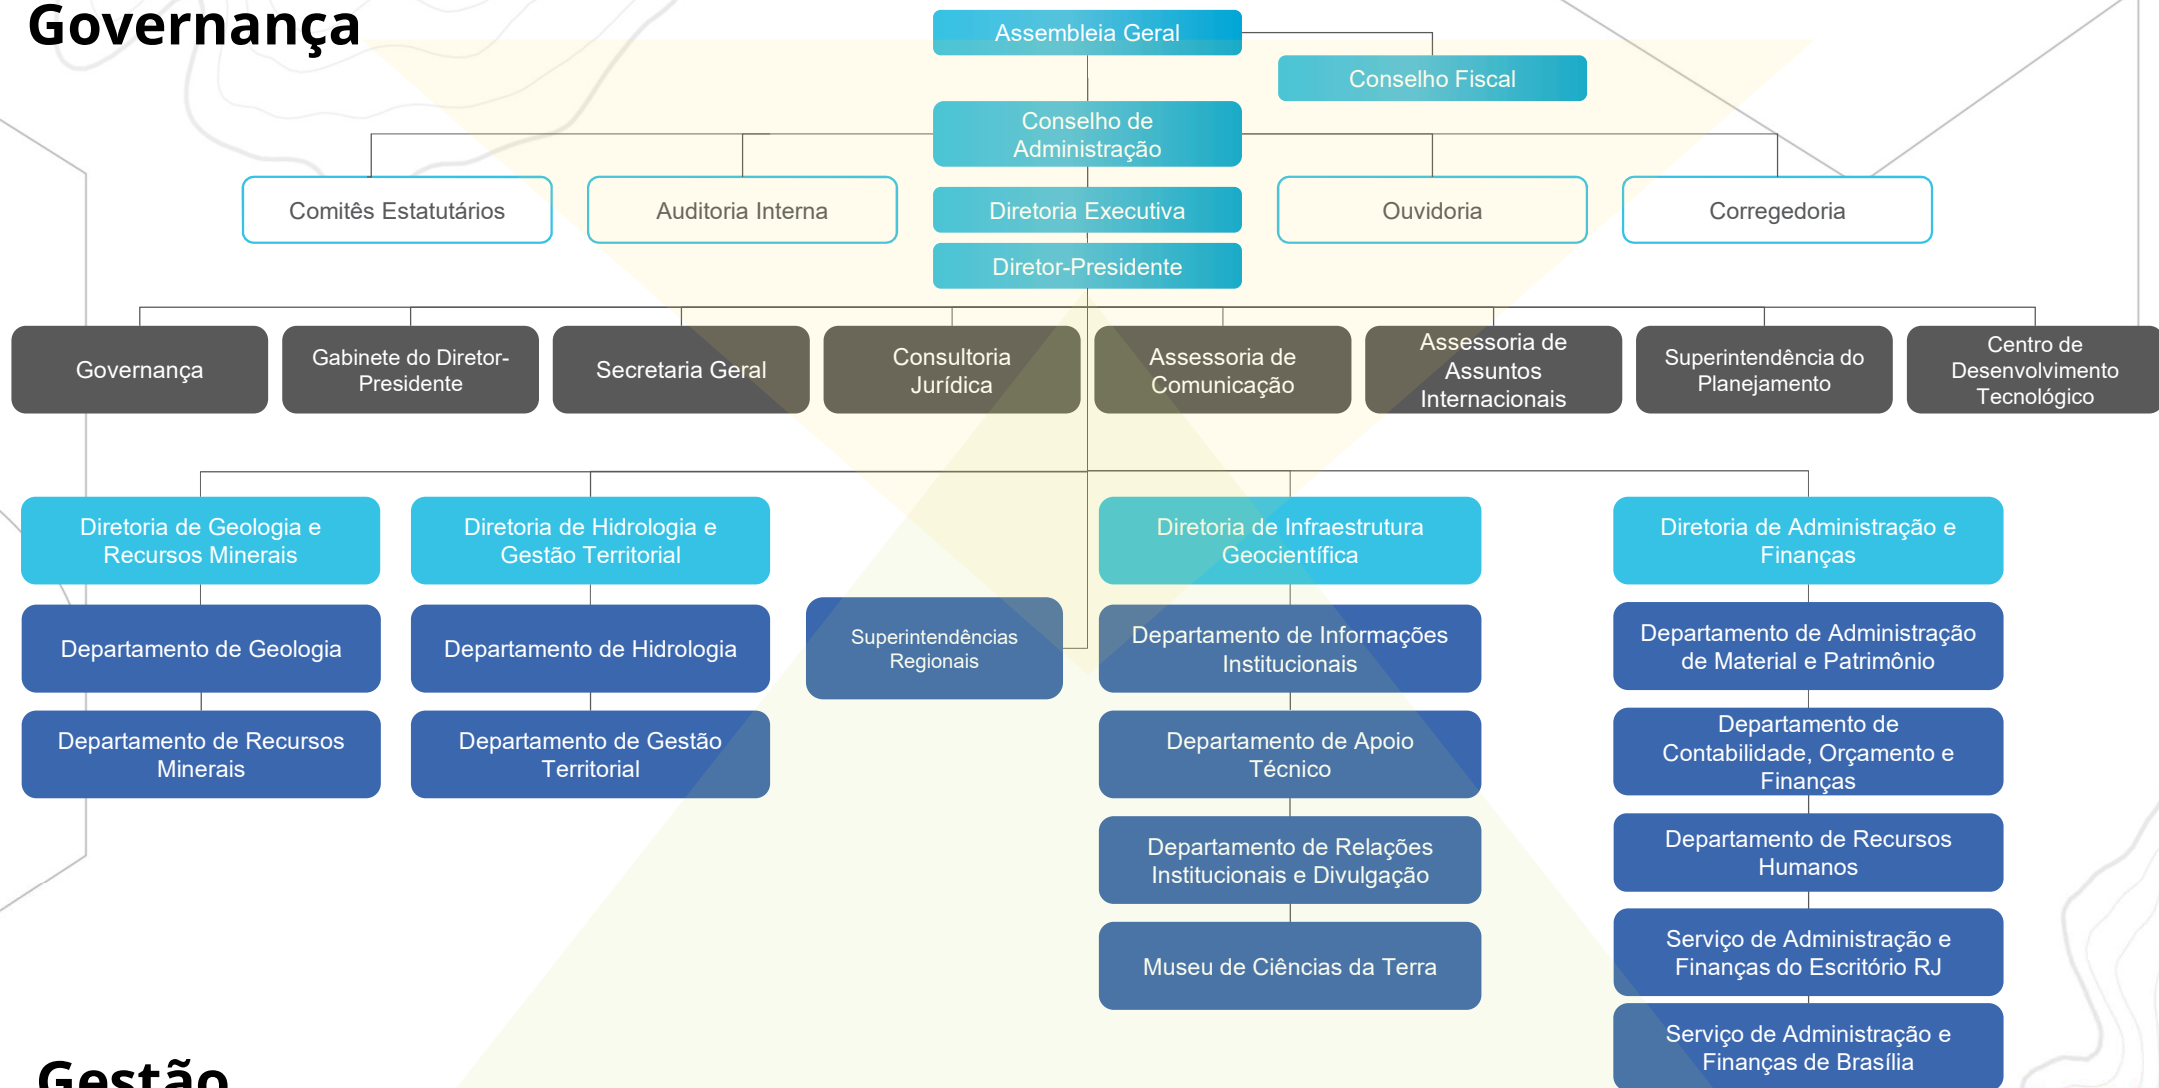 Governança
Assembleia Geral
Conselho Fiscal
Conselho de
Administração
Comitês Estatutários
Auditoria Interna
Diretoria Executiva
Ouvidoria
Corregedoria
Diretor-Presidente
Governança
Gabinete do Diretor-
Presidente
Secretaria Geral
Consultoria
Jurídica
Assessoria de
Comunicação
Assessoria de
Assuntos
Internacionais
Superintendência do
Planejamento
Centro de
Desenvolvimento
Tecnológico
Diretoria de Geologia e
Recursos Minerais
Diretoria de Hidrologia e
Gestão Territorial
Diretoria de Infraestrutura
Geocientífica
Diretoria de Administração e
Finanças
Departamento de Geologia
Departamento de Hidrologia
Superintendências
Regionais
Departamento de Informações
Institucionais
Departamento de Administração
de Material e Patrimônio
Departamento de Recursos
Minerais
Departamento de Gestão
Territorial
Departamento de Apoio
Técnico
Departamento de
Contabilidade, Orçamento e
Finanças
Departamento de Relações
Institucionais e Divulgação
Departamento de Recursos
Humanos
Museu de Ciências da Terra
Serviço de Administração e
Finanças do Escritório RJ
Serviço de Administração e
Finanças de Brasília
Gestão